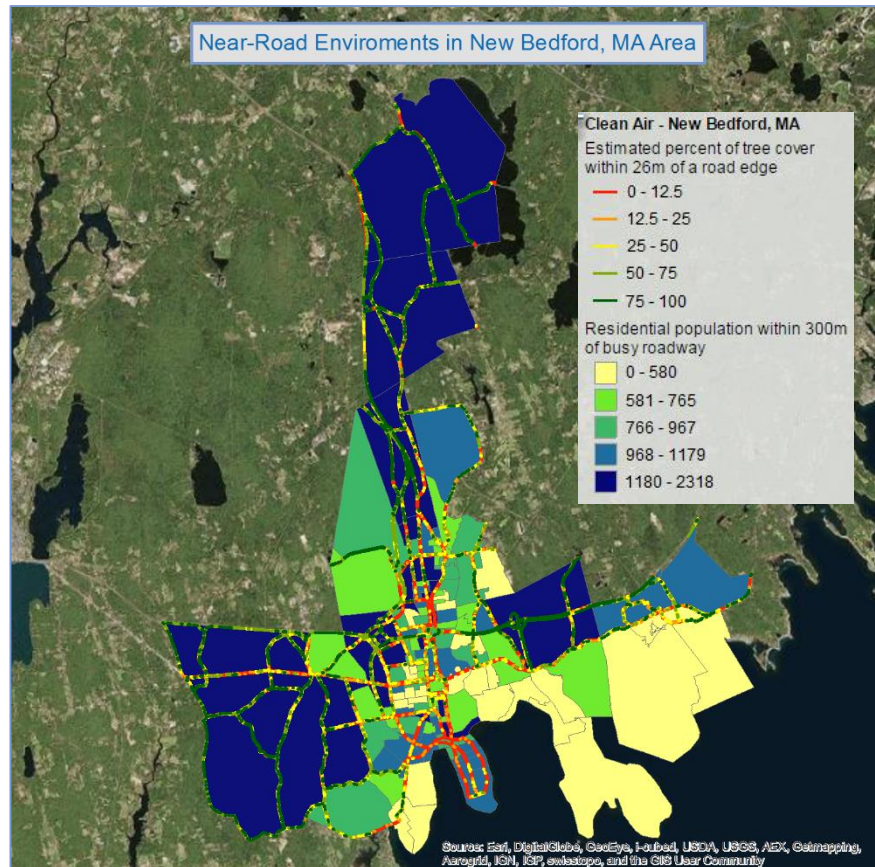 Near-Road Enviroments in New Bedford, MA Area
Clean Air - New Bedford, MA
Estimated percent of tree cover
within 26m of a road edge
0 - 12.5
12.5 - 25
25 - 50
50 - 75
75 - 100
Residential population within 300m
of busy roadway
0 - 580
581 - 765
766 - 967
968 - 1179
1180 - 2318
Source: Esri, DigitalGlobe, GeoEye, i-cubed, USDA, USGS, AEX, Getmapping,
Aerogrid, IGN, IGP, swisstopo, and the GIS User Community